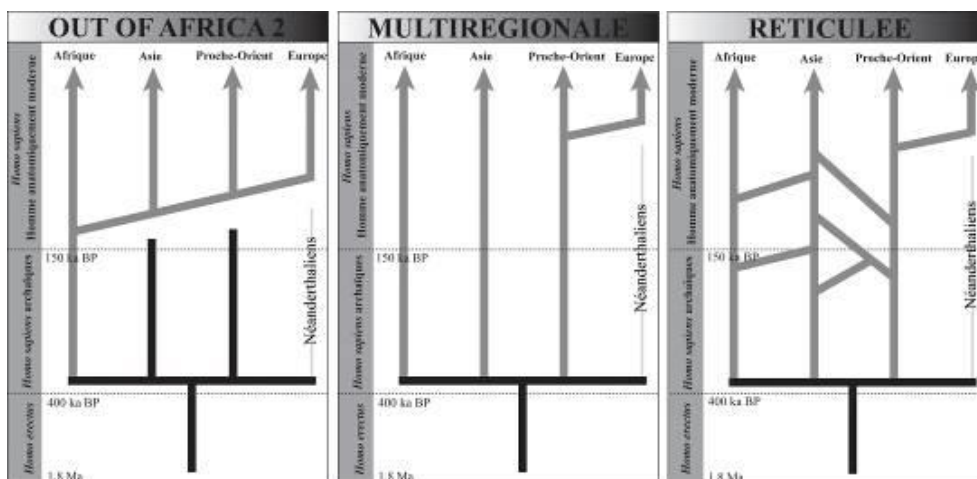 OUT OF AFRICA 2
Afrique
Asie
Proche-Orient
Europe
Homo sapiens
Homme anatomiquement moderne
150 ka BP
Homo sapiens archaïques
Néanderthaliens
400 ka BP
Homo erectus
1.8 Ma
MULTIREGIONALE
Afrique
Asie
Proche-Orient
Europe
Homo sapiens
Homme anatomiquement moderne
150 ka BP
Homo sapiens archaïques
Néanderthaliens
400 ka BP
Homo erectus
1.8 Ma
RETICULEE
Afrique
Asie
Proche-Orient
Europe
Homo sapiens
Homme anatomiquement moderne
150 ka BP
Homo sapiens archaïques
Néanderthaliens
400 ka BP
Homo erectus
1.8 Ma